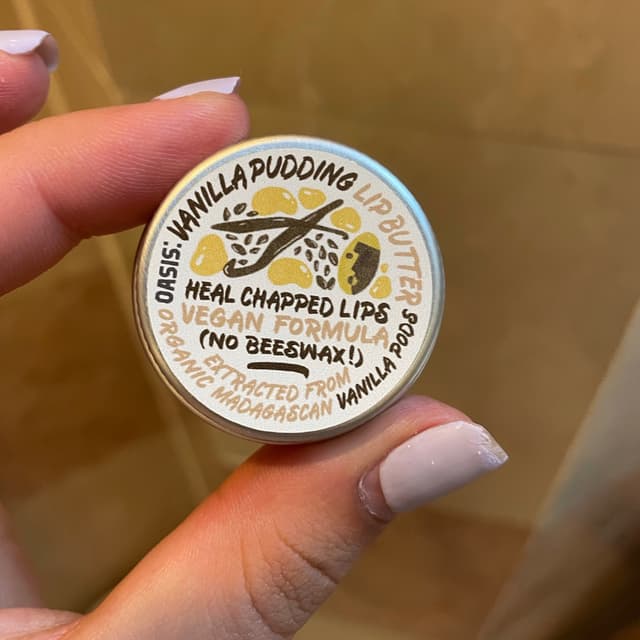 OASIS: VANILLA PUDDING LIP BUTTER
HEAL CHAPPED LIPS
VEGAN FORMULA
(NO BEESWAX!)
EXTRACTED FROM
ORGANIC MADAGASCAN VANILLA PODS